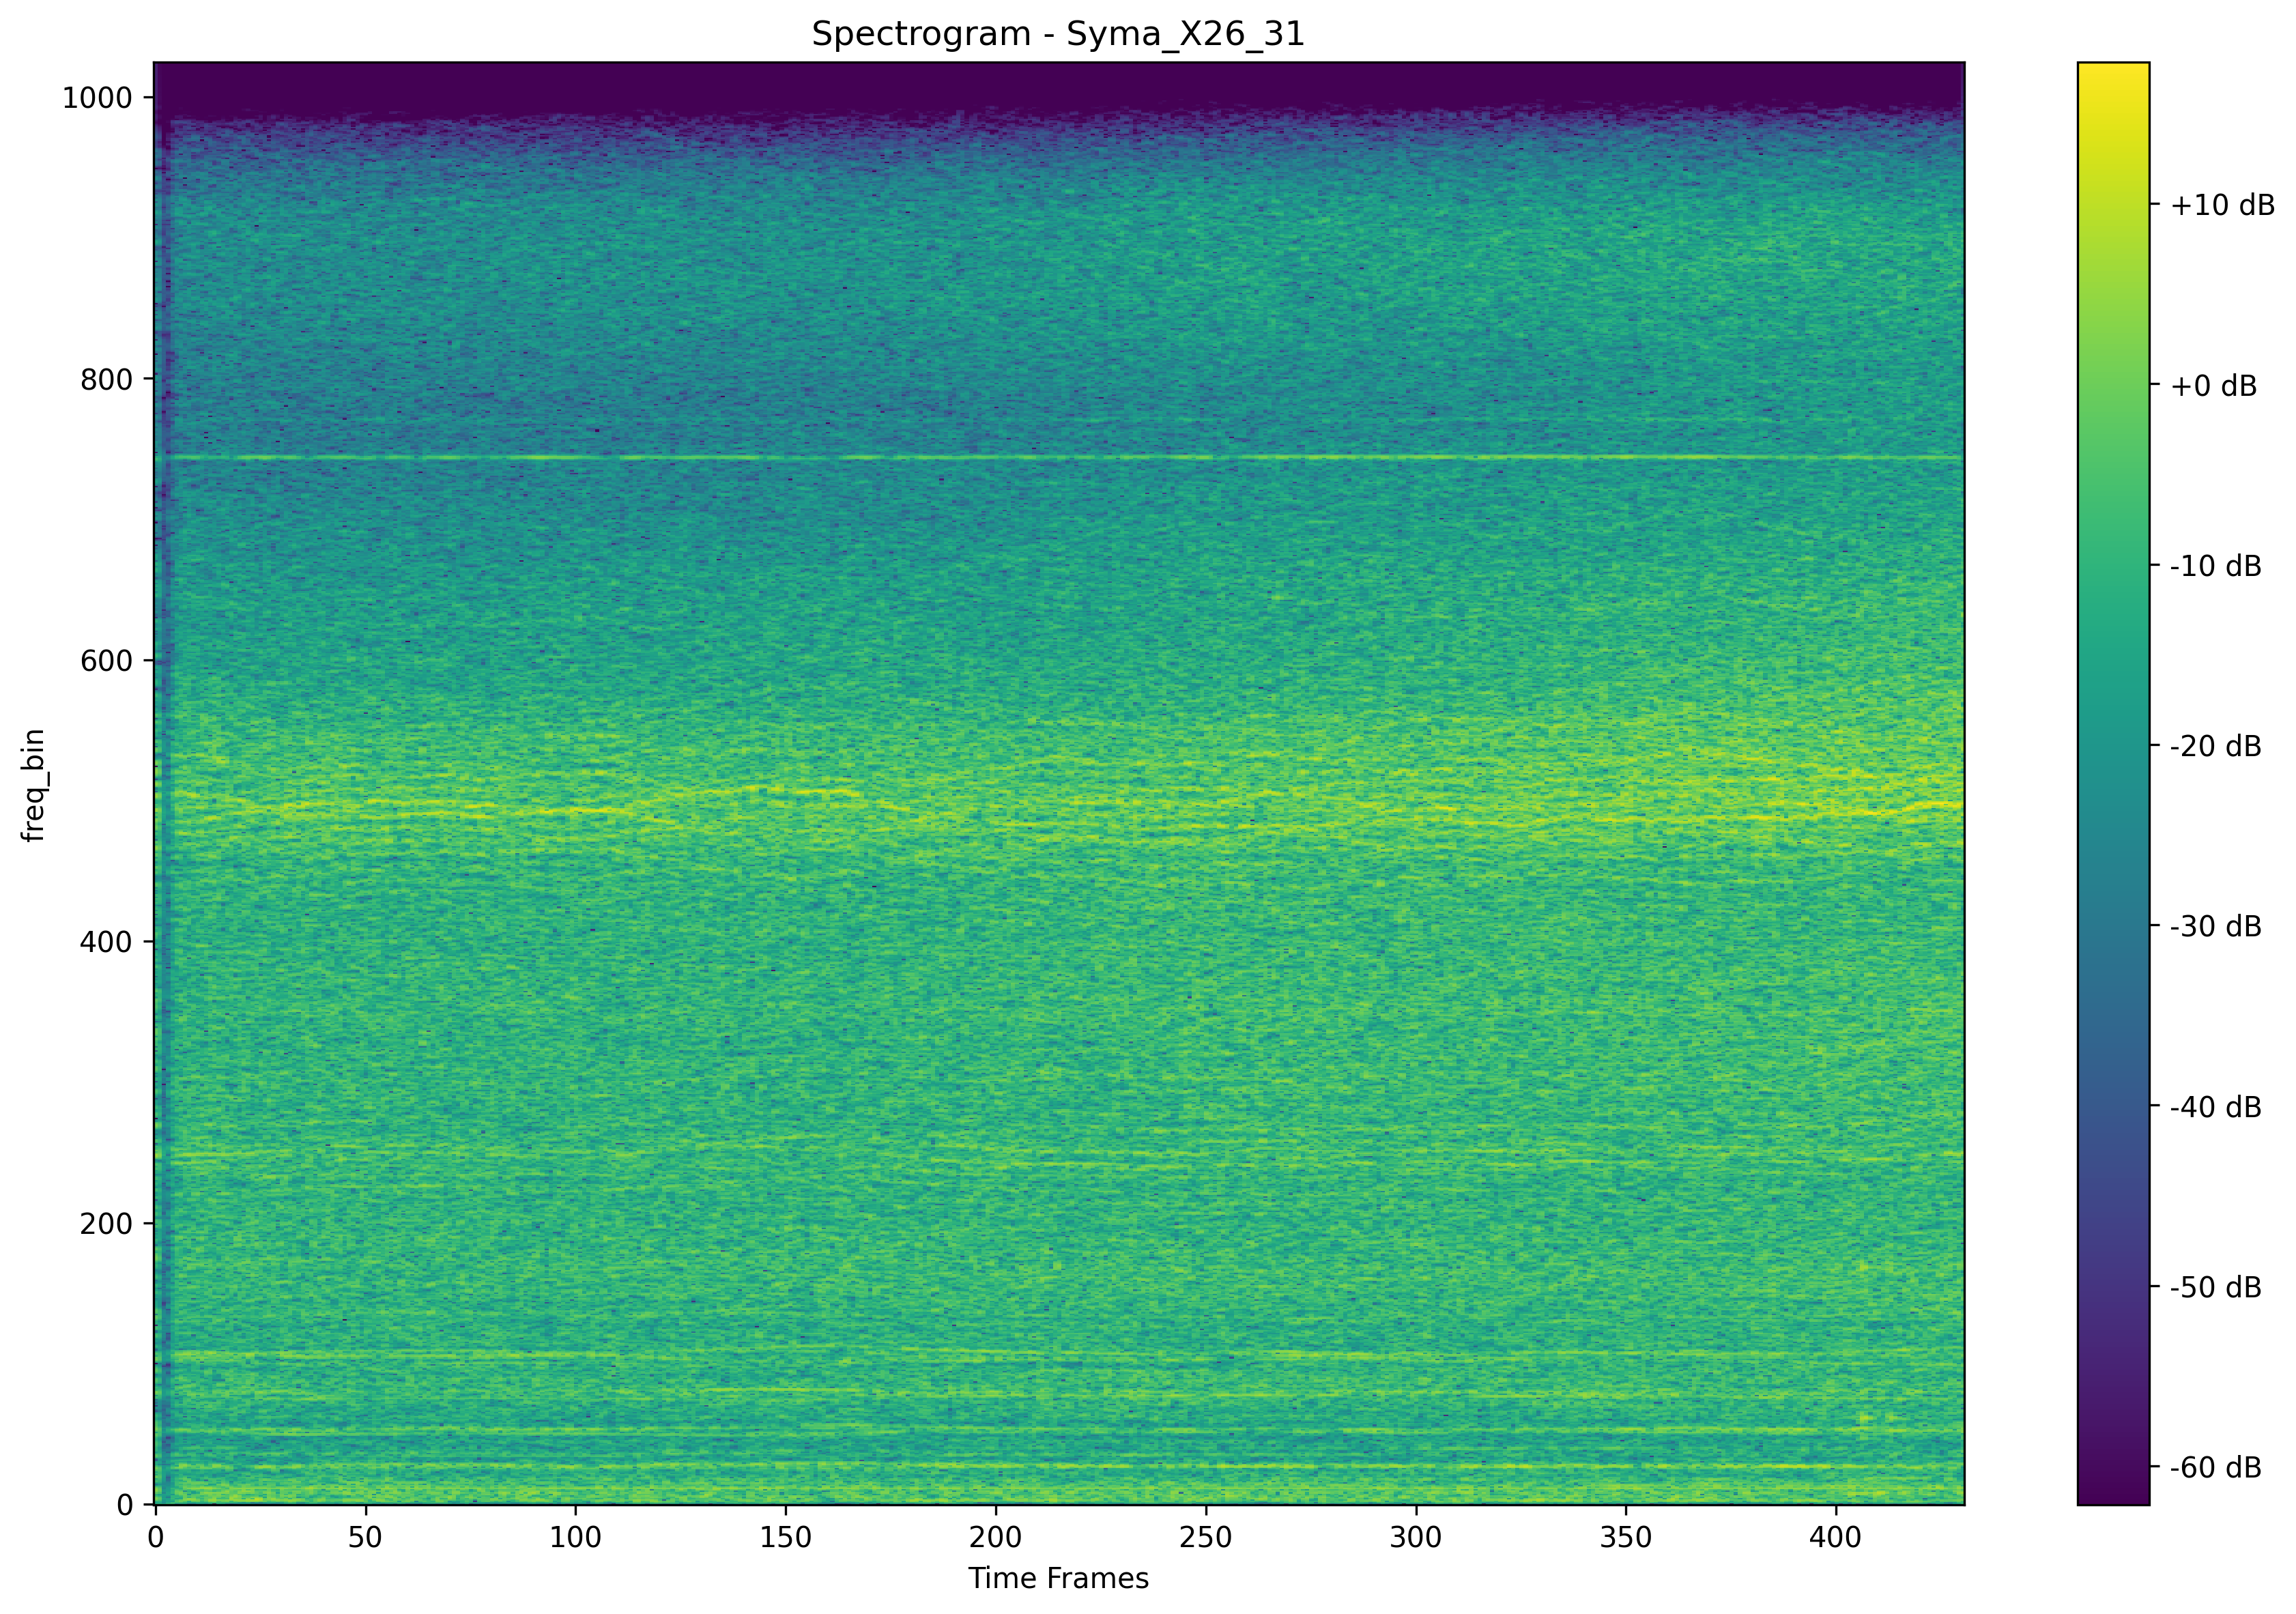 Spectrogram - Syma_X26_31
1000
800
600
400
200
0
freq_bin
0 50 100 150 200 250 300 350 400
Time Frames
+10 dB
+0 dB
-10 dB
-20 dB
-30 dB
-40 dB
-50 dB
-60 dB